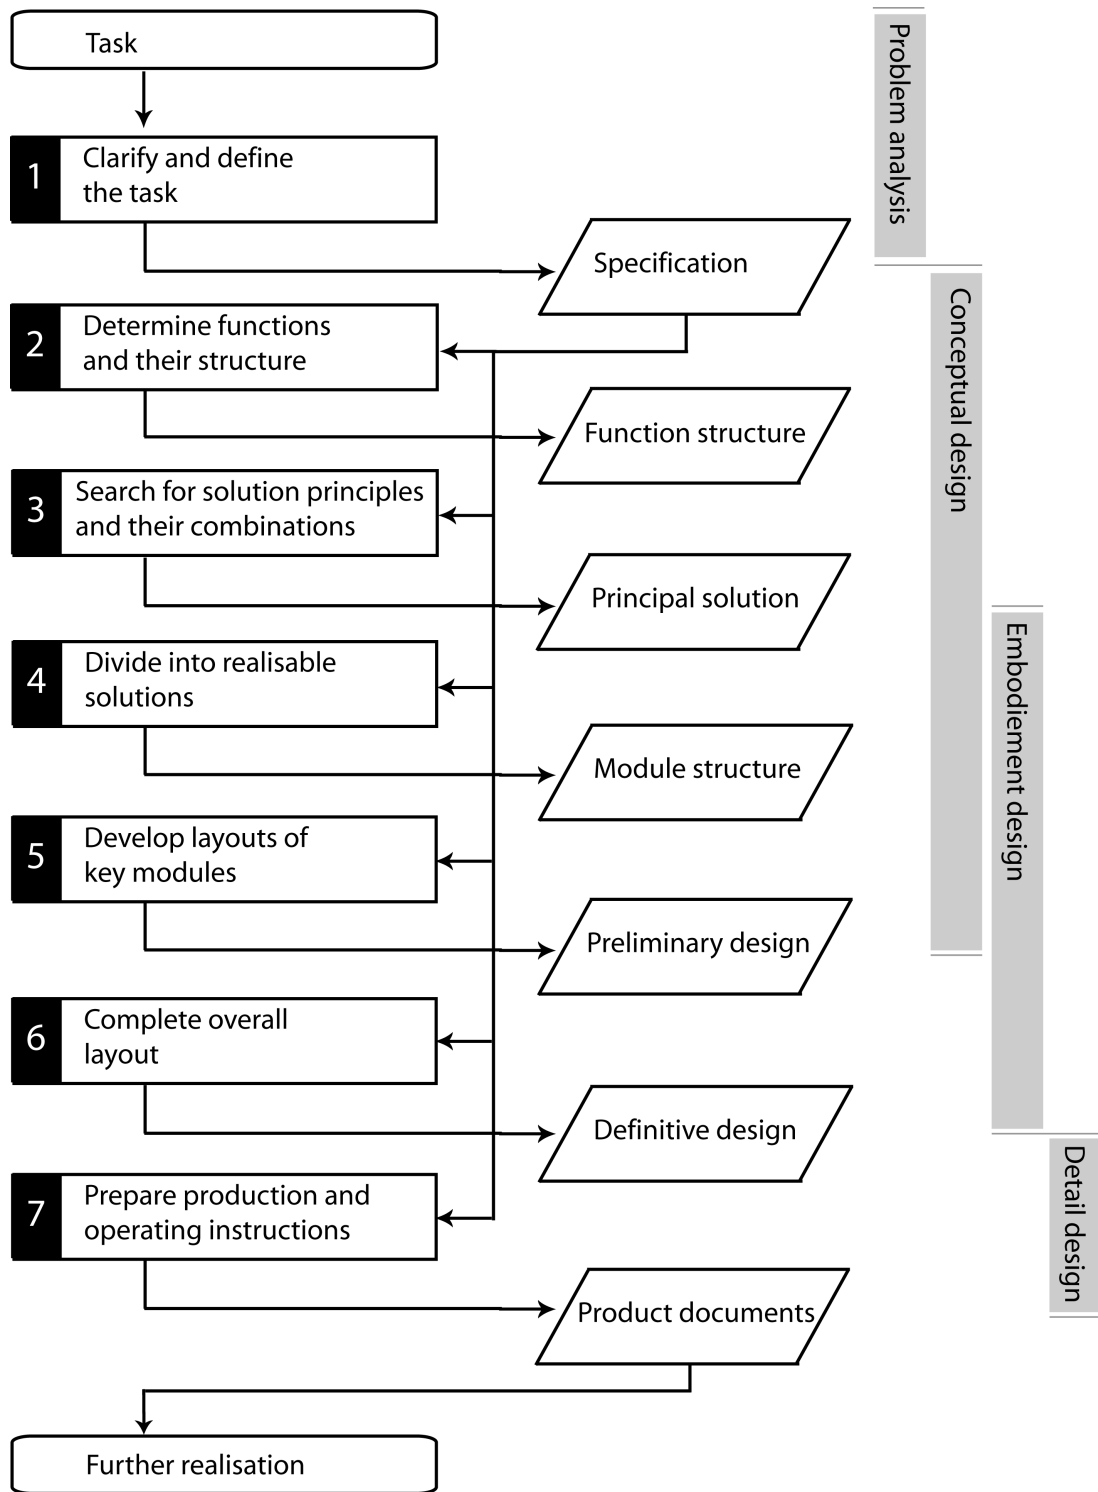 Task
1
Clarify and define
the task
Specification
2
Determine functions
and their structure
Function structure
3
Search for solution principles
and their combinations
Principal solution
4
Divide into realisable
solutions
Module structure
5
Develop layouts of
key modules
Preliminary design
6
Complete overall
layout
Definitive design
7
Prepare production and
operating instructions
Product documents
Further realisation
Problem analysis
Conceptual design
Embodiement design
Detail design